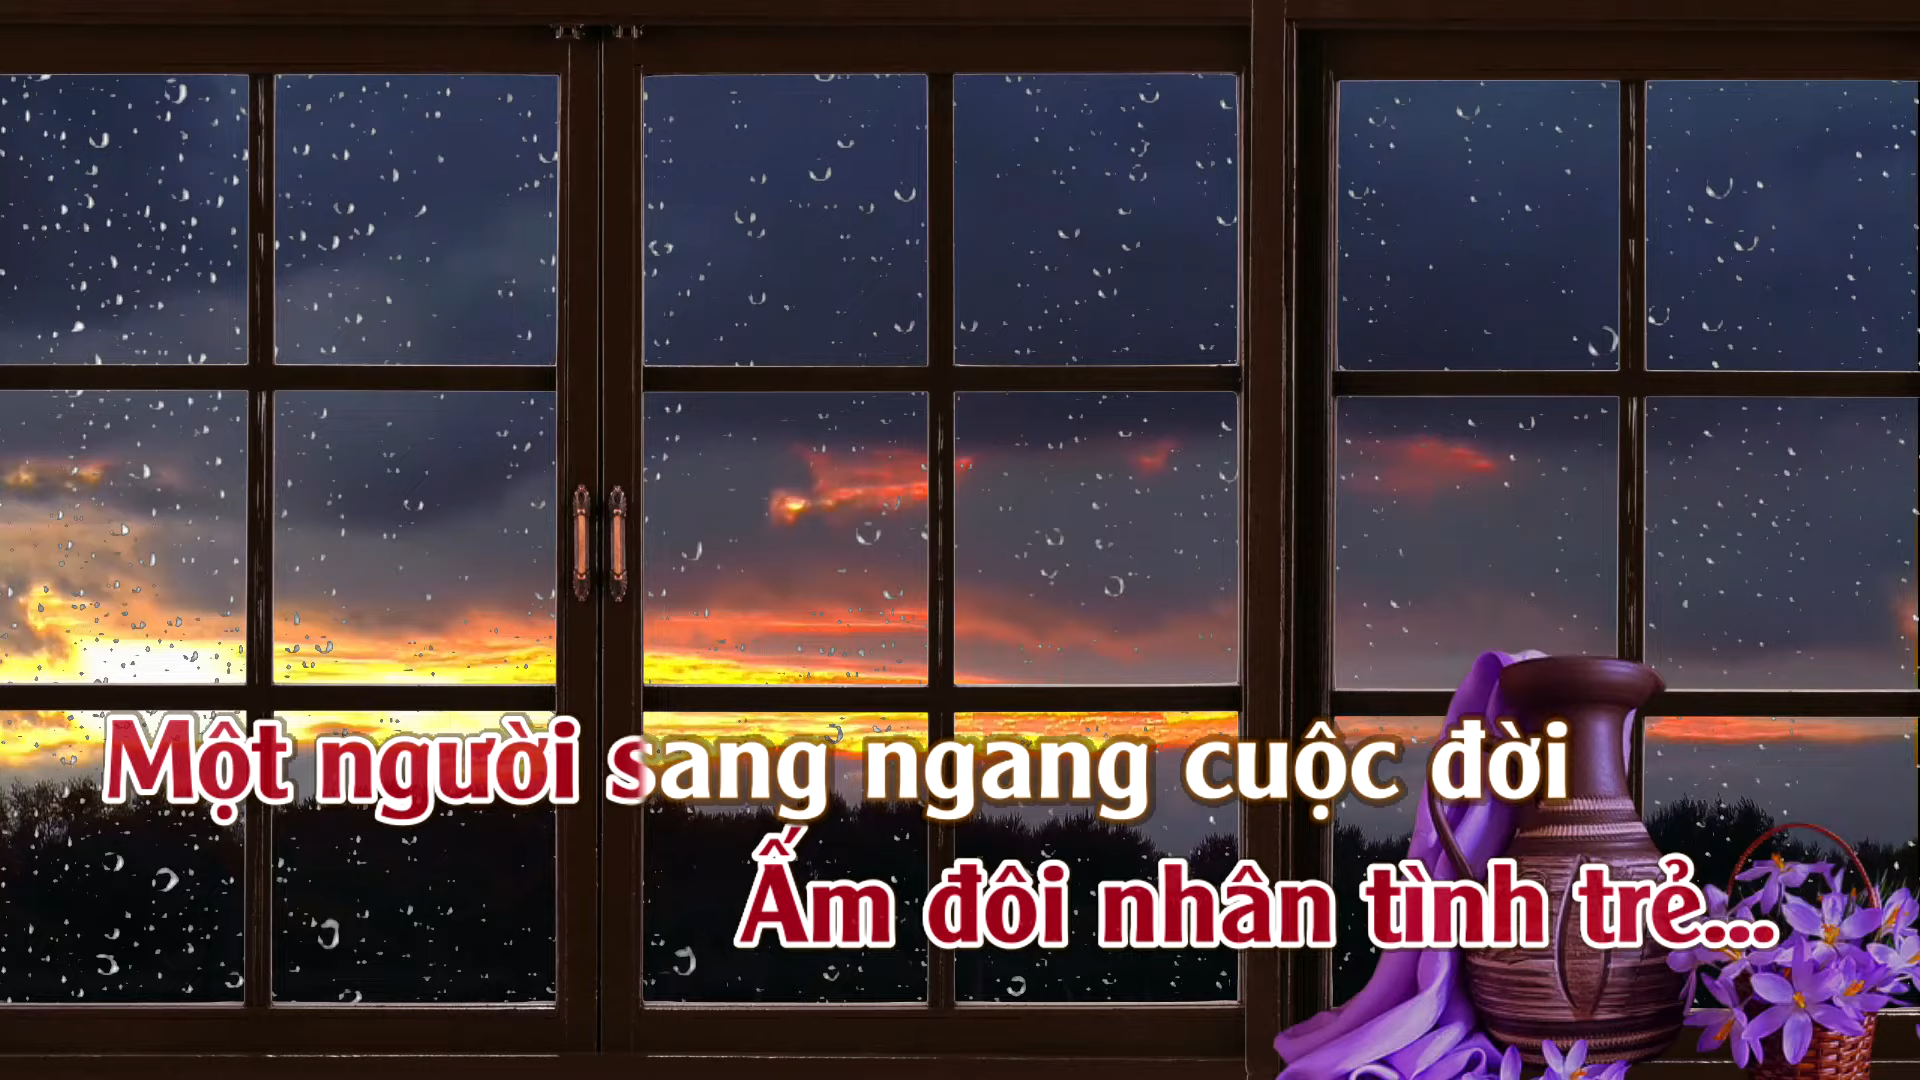 Một người sang ngang cuộc đời
Ấm đôi nhân tình trẻ...